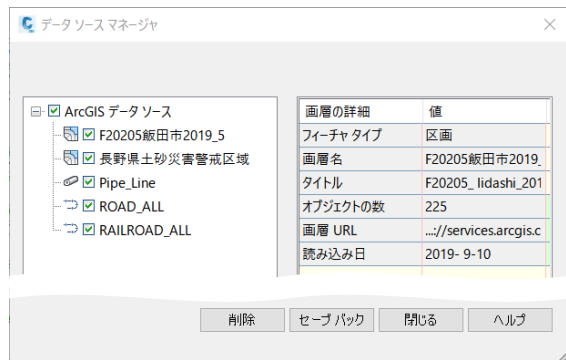 データ ソース マネージャ
ArcGIS データ ソース
F20205飯田市2019_5
長野県土砂災害警戒区域
Pipe_Line
ROAD_ALL
RAILROAD_ALL
画層の詳細 値
フィーチャ タイプ 区画
画層名 F20205飯田市2019_
タイトル F20205_ Iidashi_201
オブジェクトの数 225
画層 URL ...://services.arcgis.c
読み込み日 2019- 9-10
削除 セーブ バック 閉じる ヘルプ